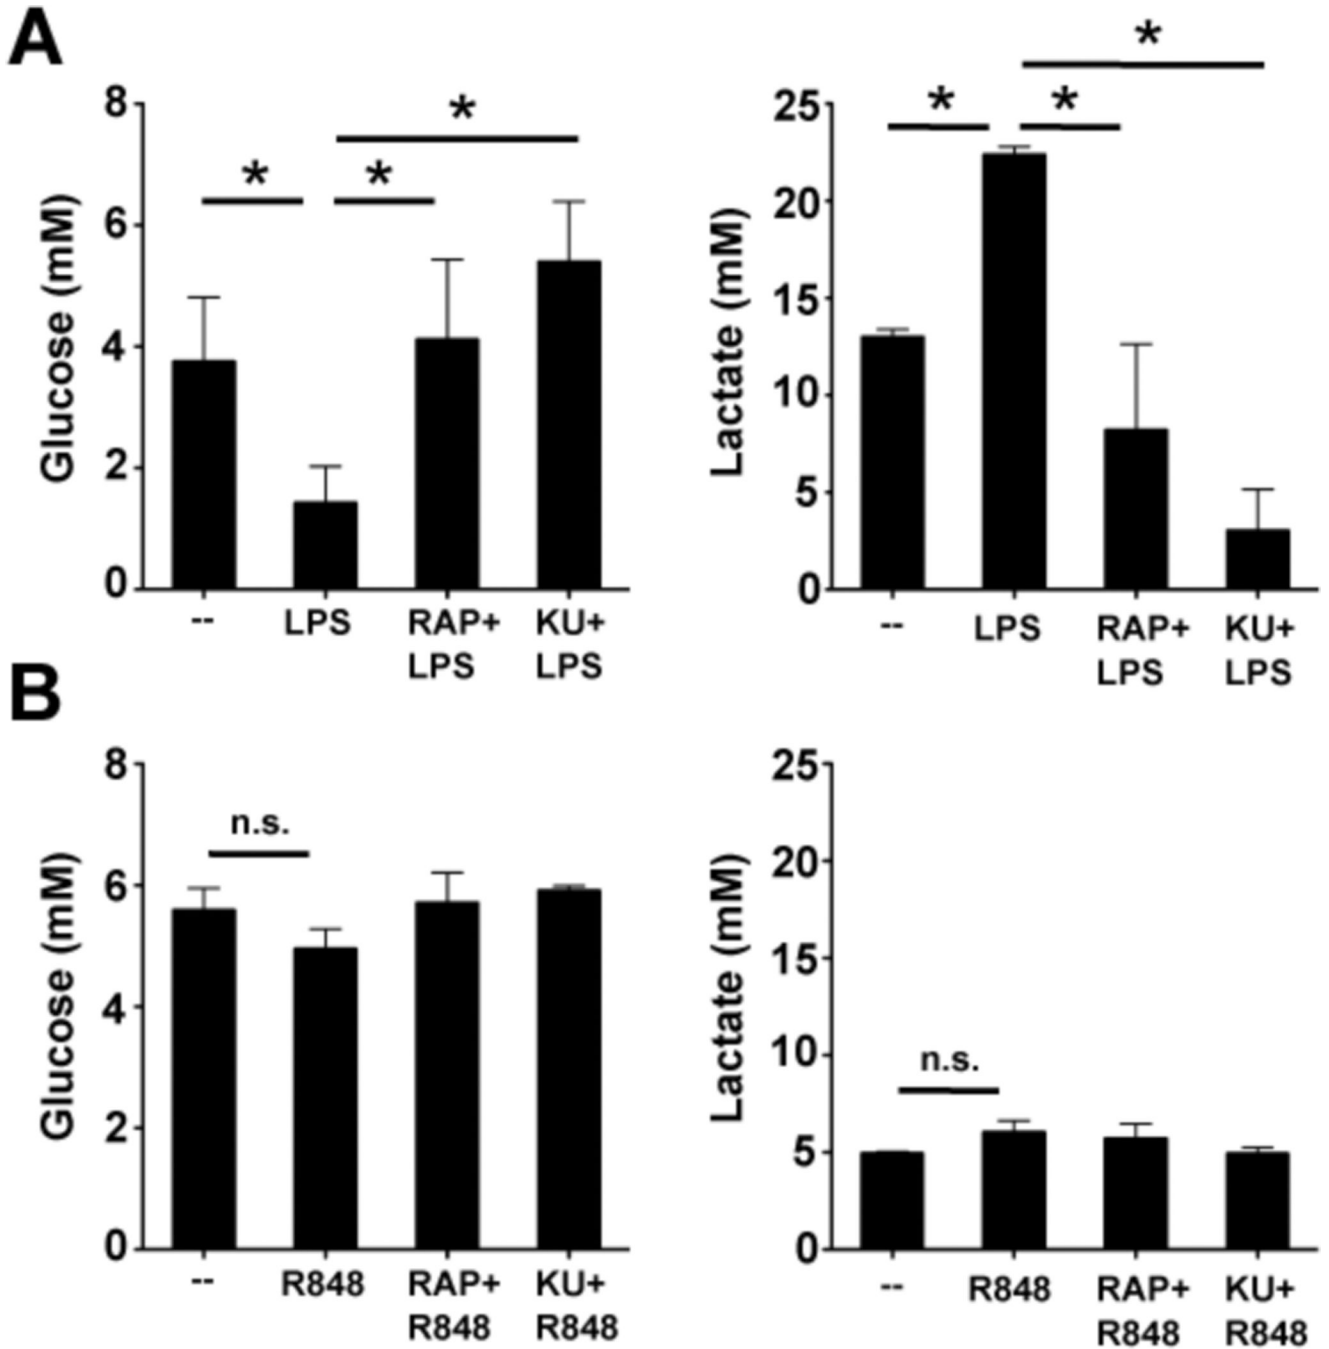 A
Glucose (mM)
8
6
4
2
0
*
*
*
--
LPS
RAP+
LPS
KU+
LPS
Lactate (mM)
25
20
15
10
5
0
*
*
*
--
LPS
RAP+
LPS
KU+
LPS
B
Glucose (mM)
8
6
4
2
0
n.s.
--
R848
RAP+
R848
KU+
R848
Lactate (mM)
25
20
15
10
5
0
n.s.
--
R848
RAP+
R848
KU+
R848